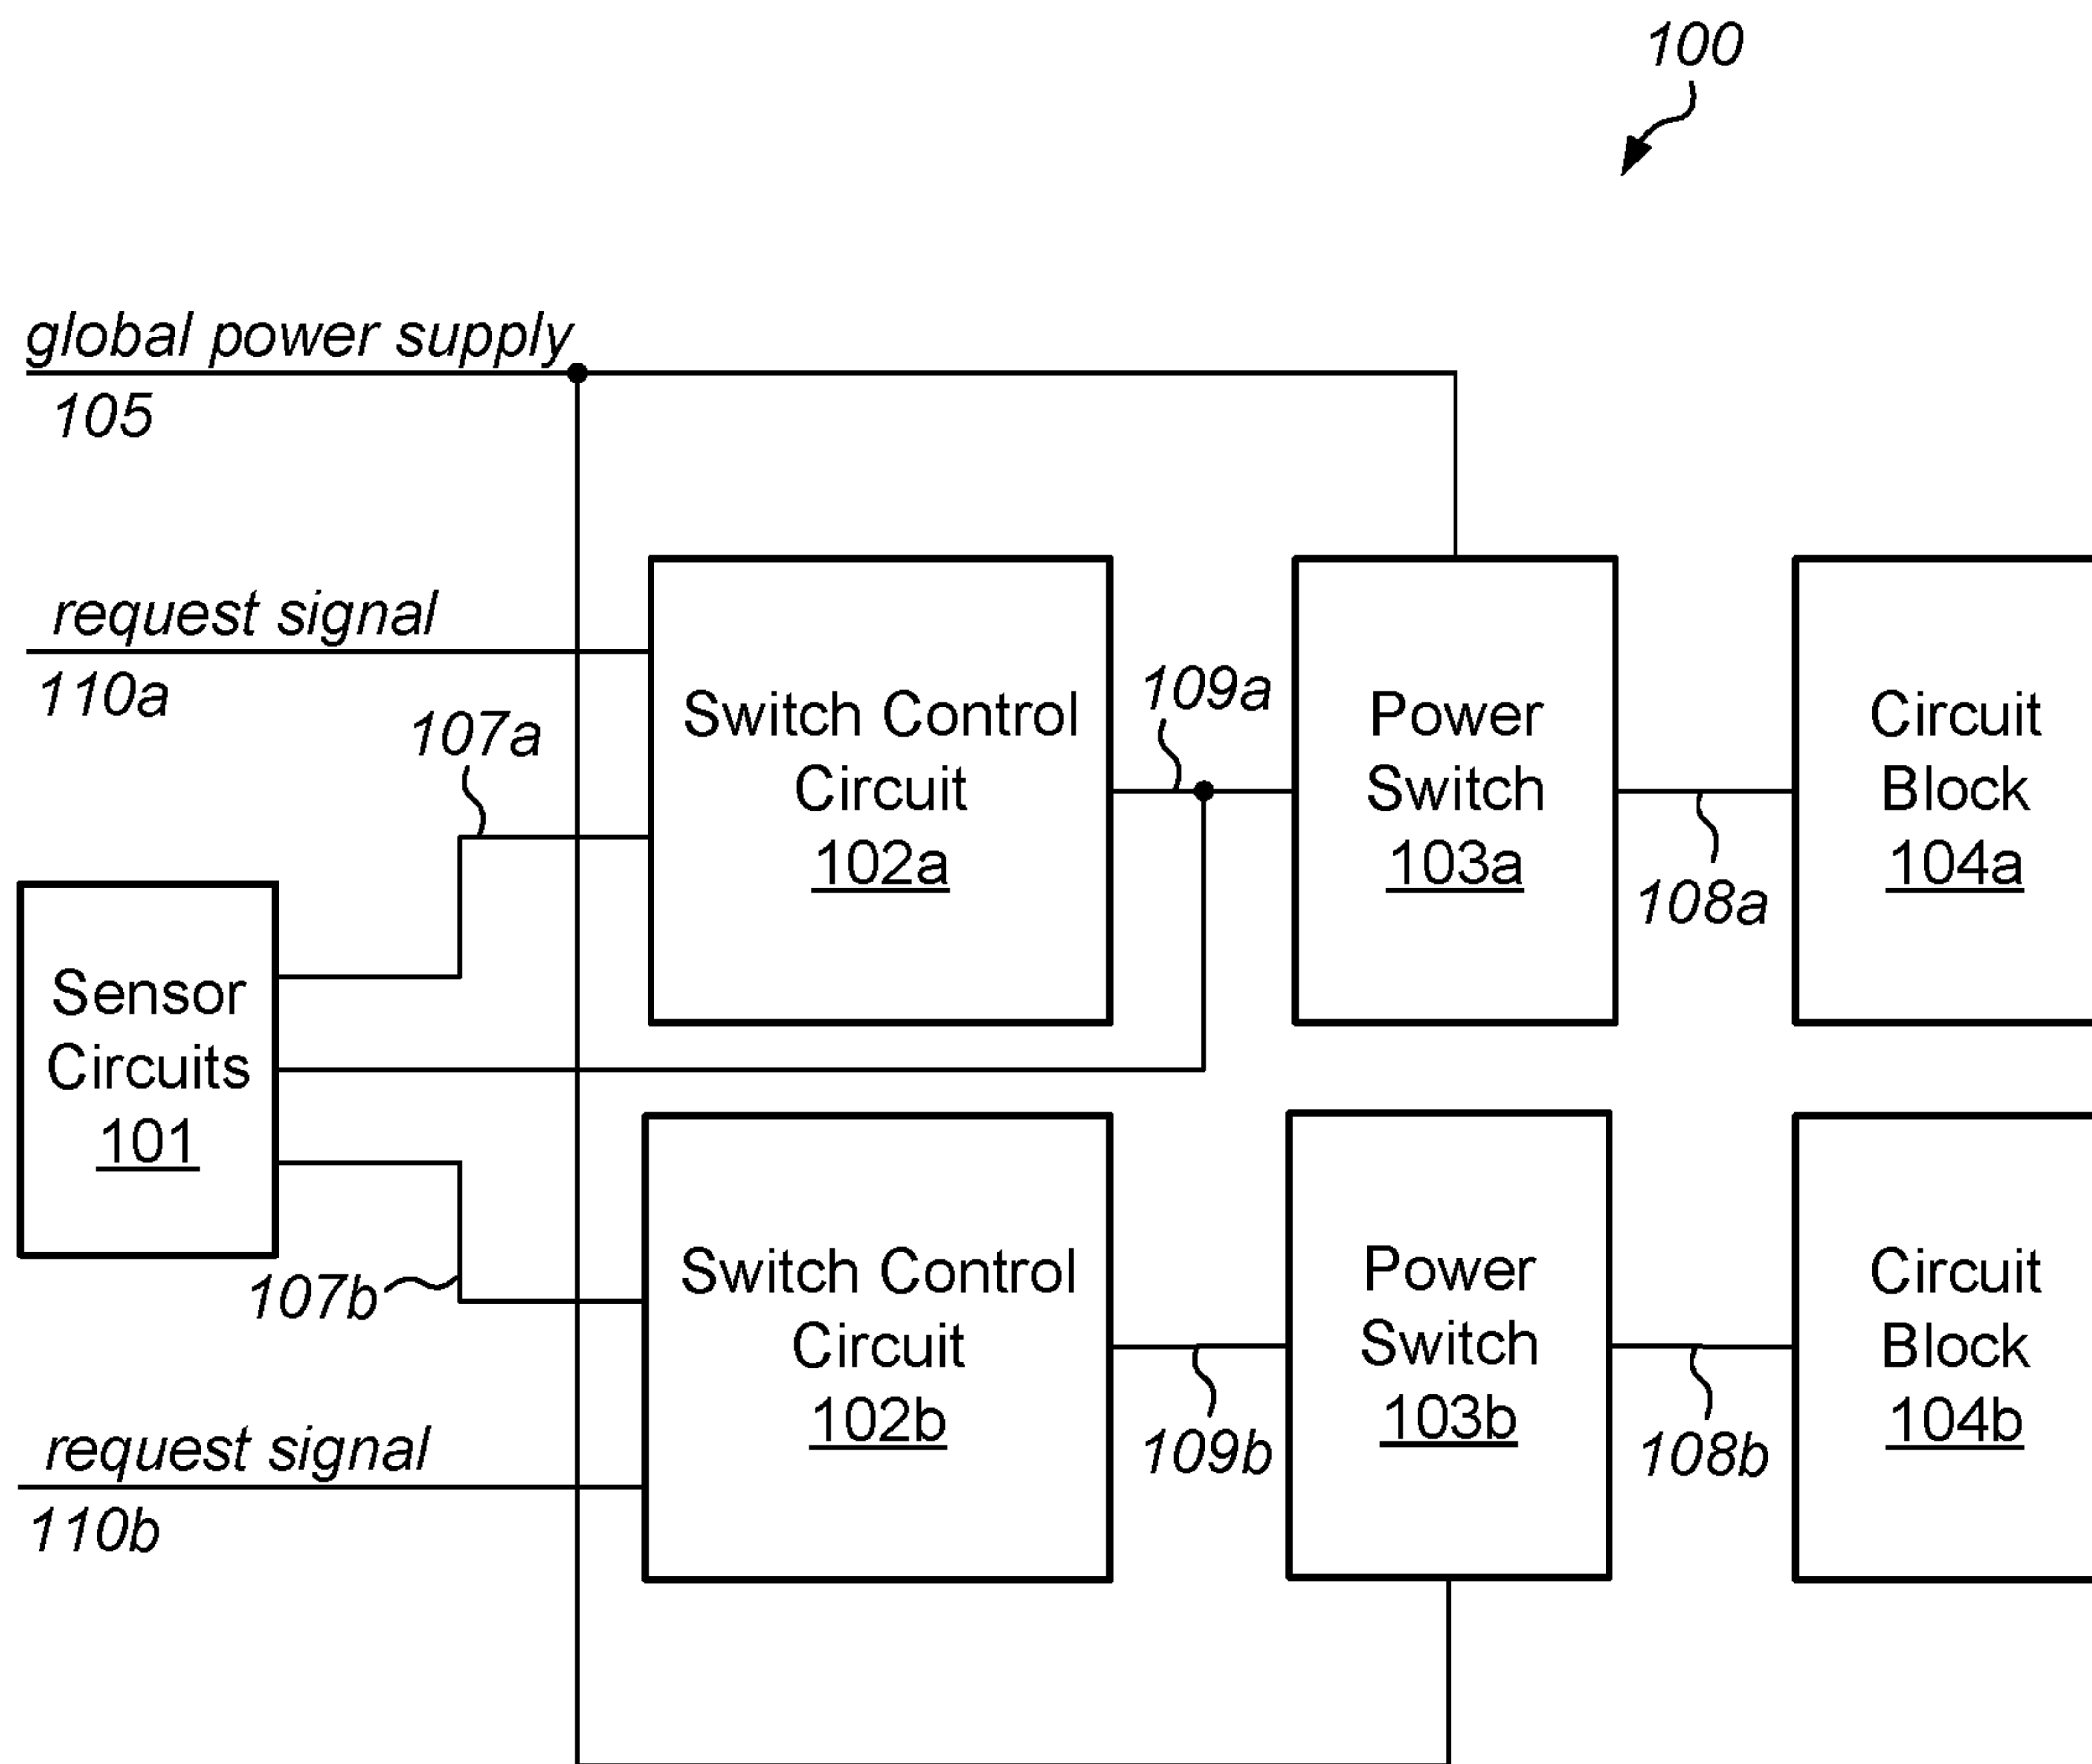 100
global power supply
105
request signal
110a
107a
Switch Control
Circuit
102a
109a
Power
Switch
103a
108a
Circuit
Block
104a
Sensor
Circuits
101
107b
Switch Control
Circuit
102b
109b
Power
Switch
103b
108b
Circuit
Block
104b
request signal
110b